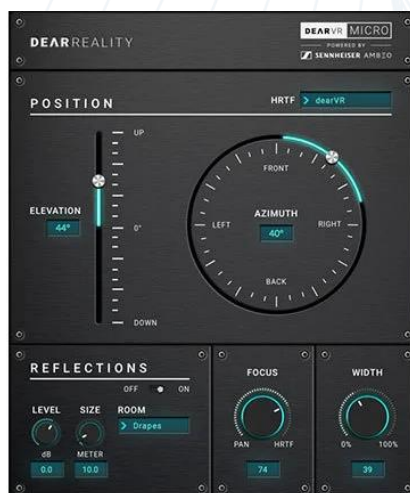 DEARREALITY
DEARVR MICRO
POWERED BY
SENNHEISER AMBEO
POSITION
HRTF > dearVR
UP
ELEVATION
44°
0°
DOWN
FRONT
LEFT
AZIMUTH
RIGHT
40°
BACK
REFLECTIONS
OFF ON
LEVEL SIZE ROOM
> Drapes
dB METER
0.0 10.0
FOCUS
PAN HRTF
74
WIDTH
0% 100%
39